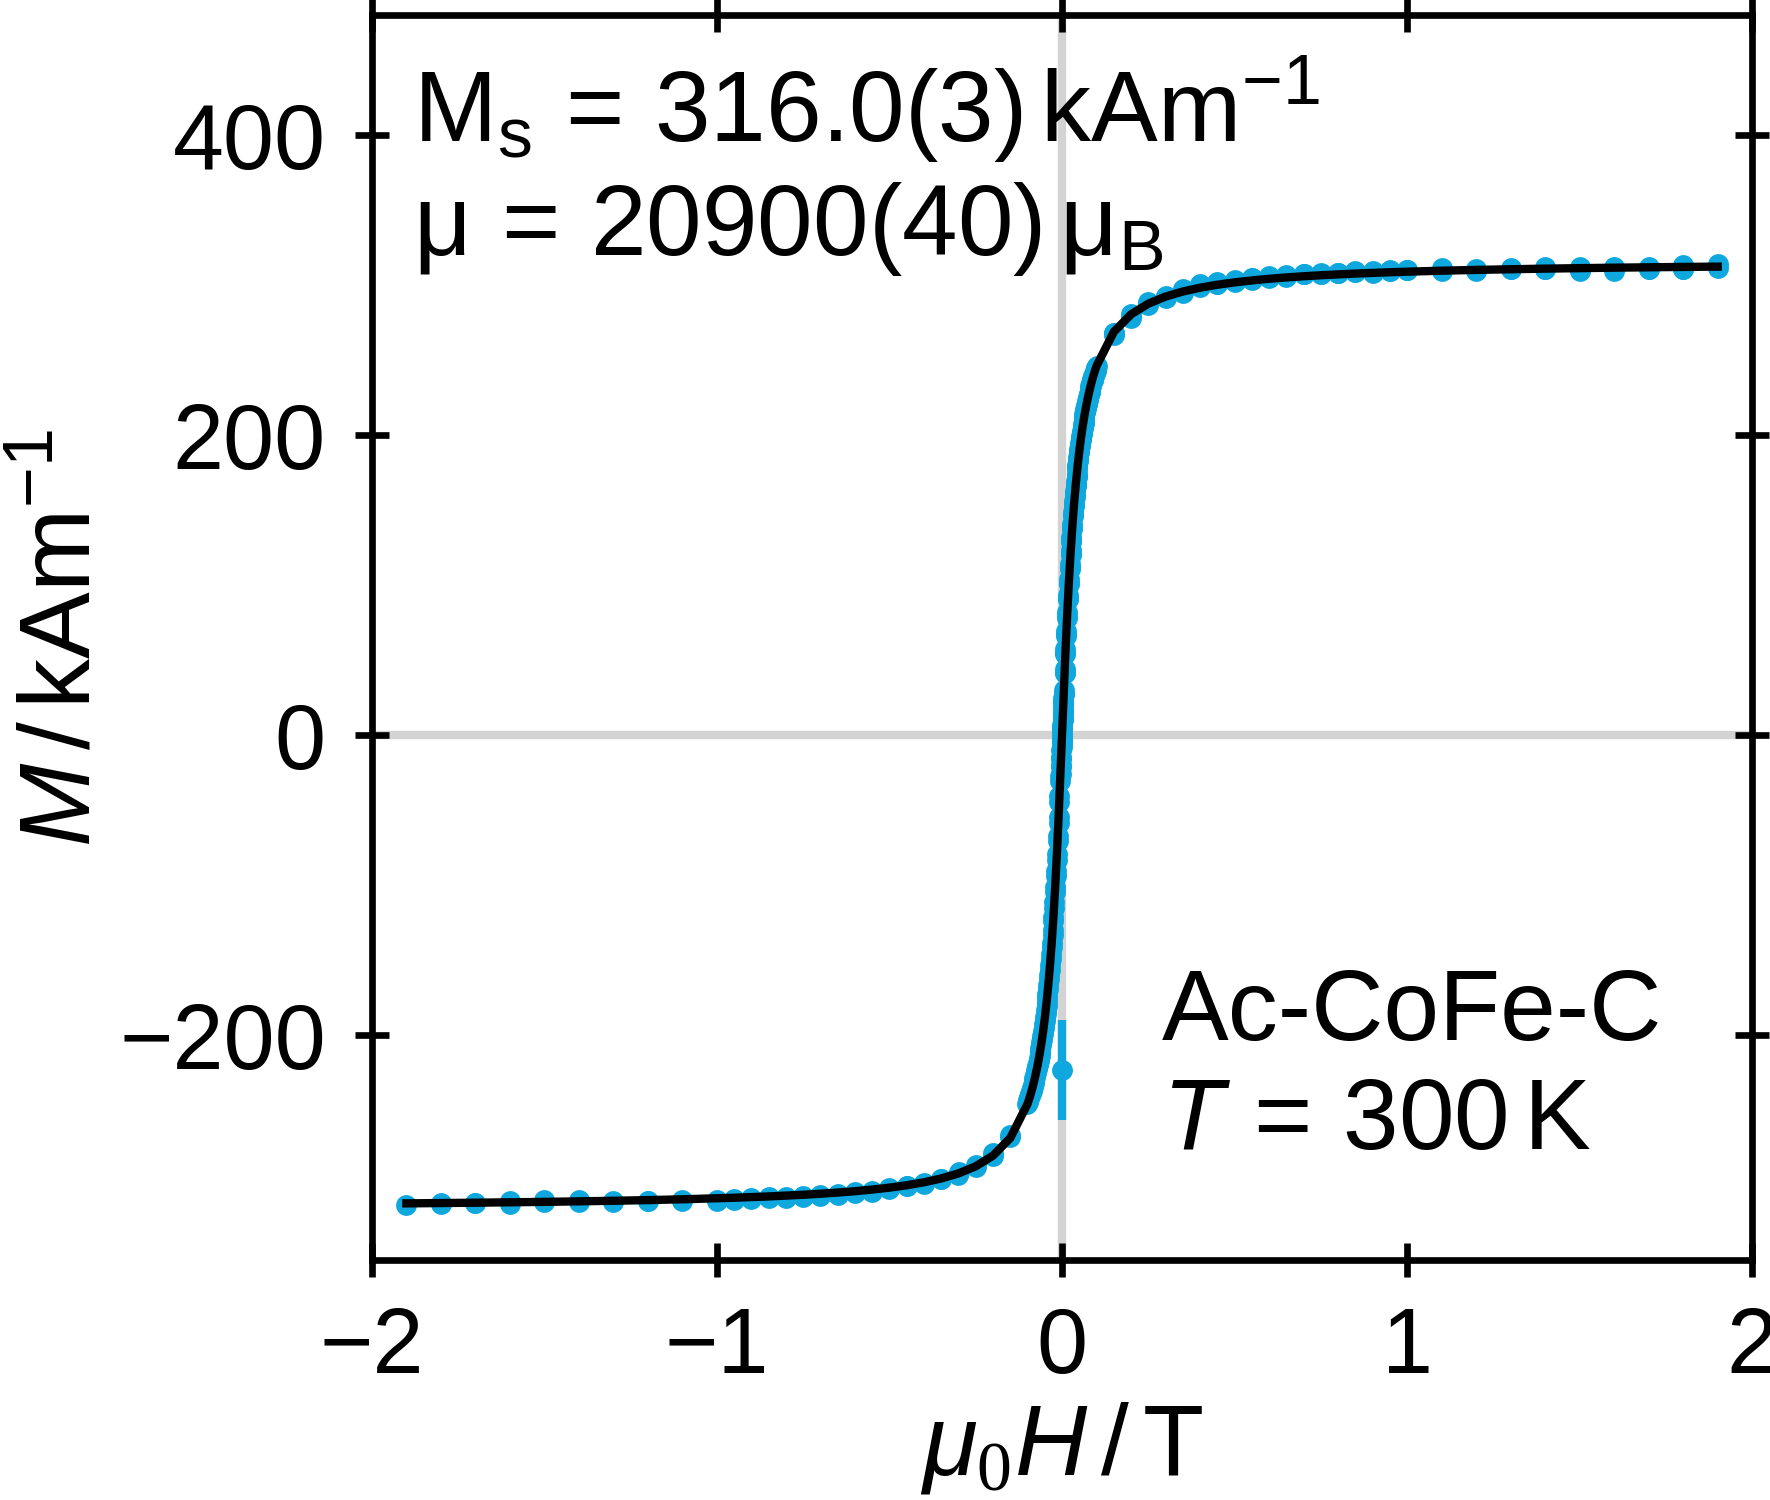 Mₛ = 316.0(3) kAm⁻¹
μ = 20900(40) μ_B
400
200
0
−200
M / kAm⁻¹
Ac-CoFe-C
T = 300 K
−2
−1
0
1
2
μ₀H / T